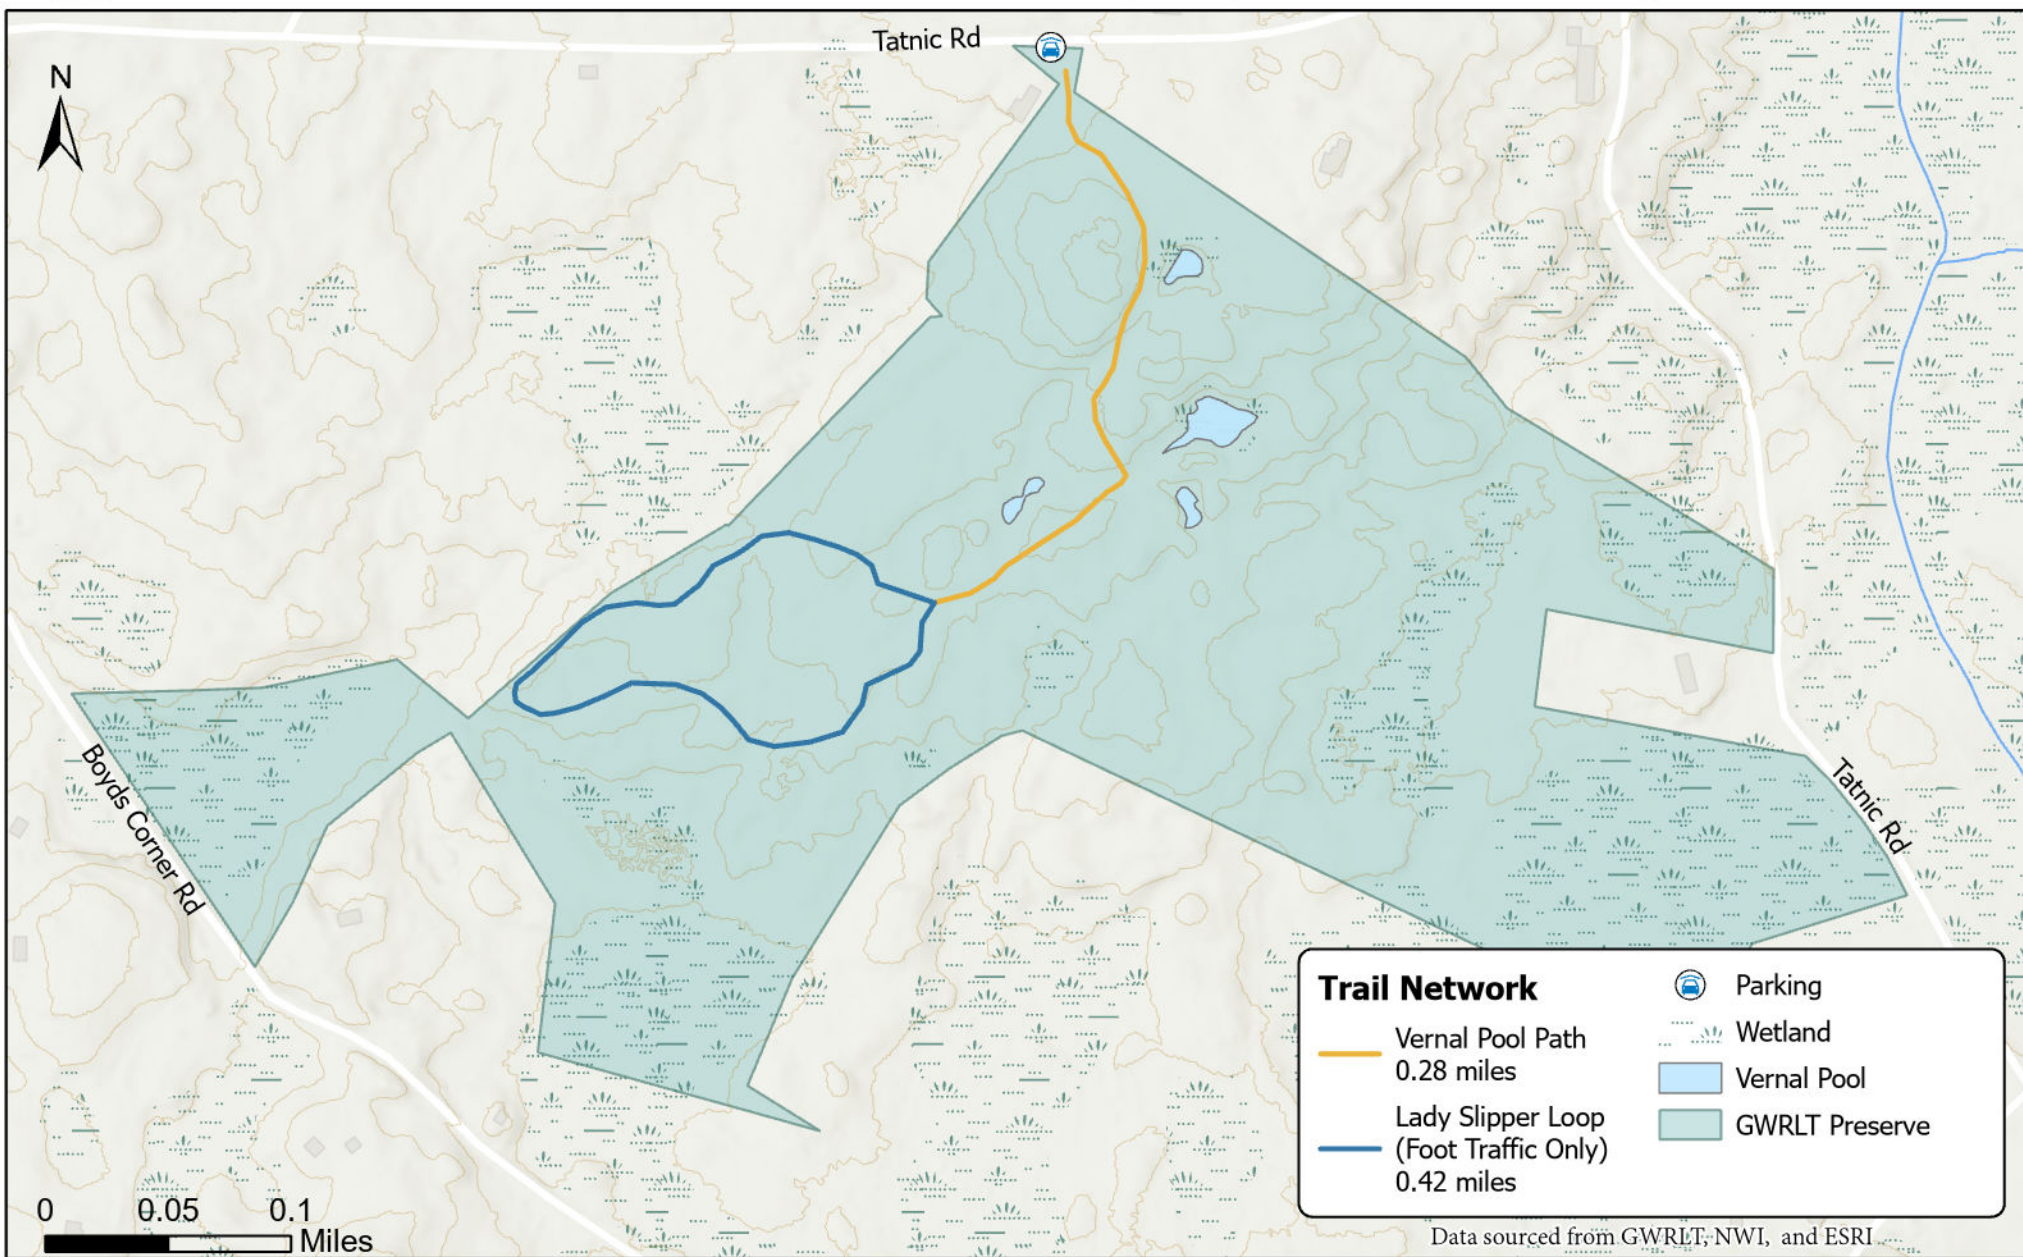 Tatnic Rd
N
Boyds Corner Rd
Tatnic Rd
Trail Network
Vernal Pool Path
0.28 miles
Lady Slipper Loop
(Foot Traffic Only)
0.42 miles
Parking
Wetland
Vernal Pool
GWRLT Preserve
0 0.05 0.1
Miles
Data sourced from GWRLT, NWI, and ESRI